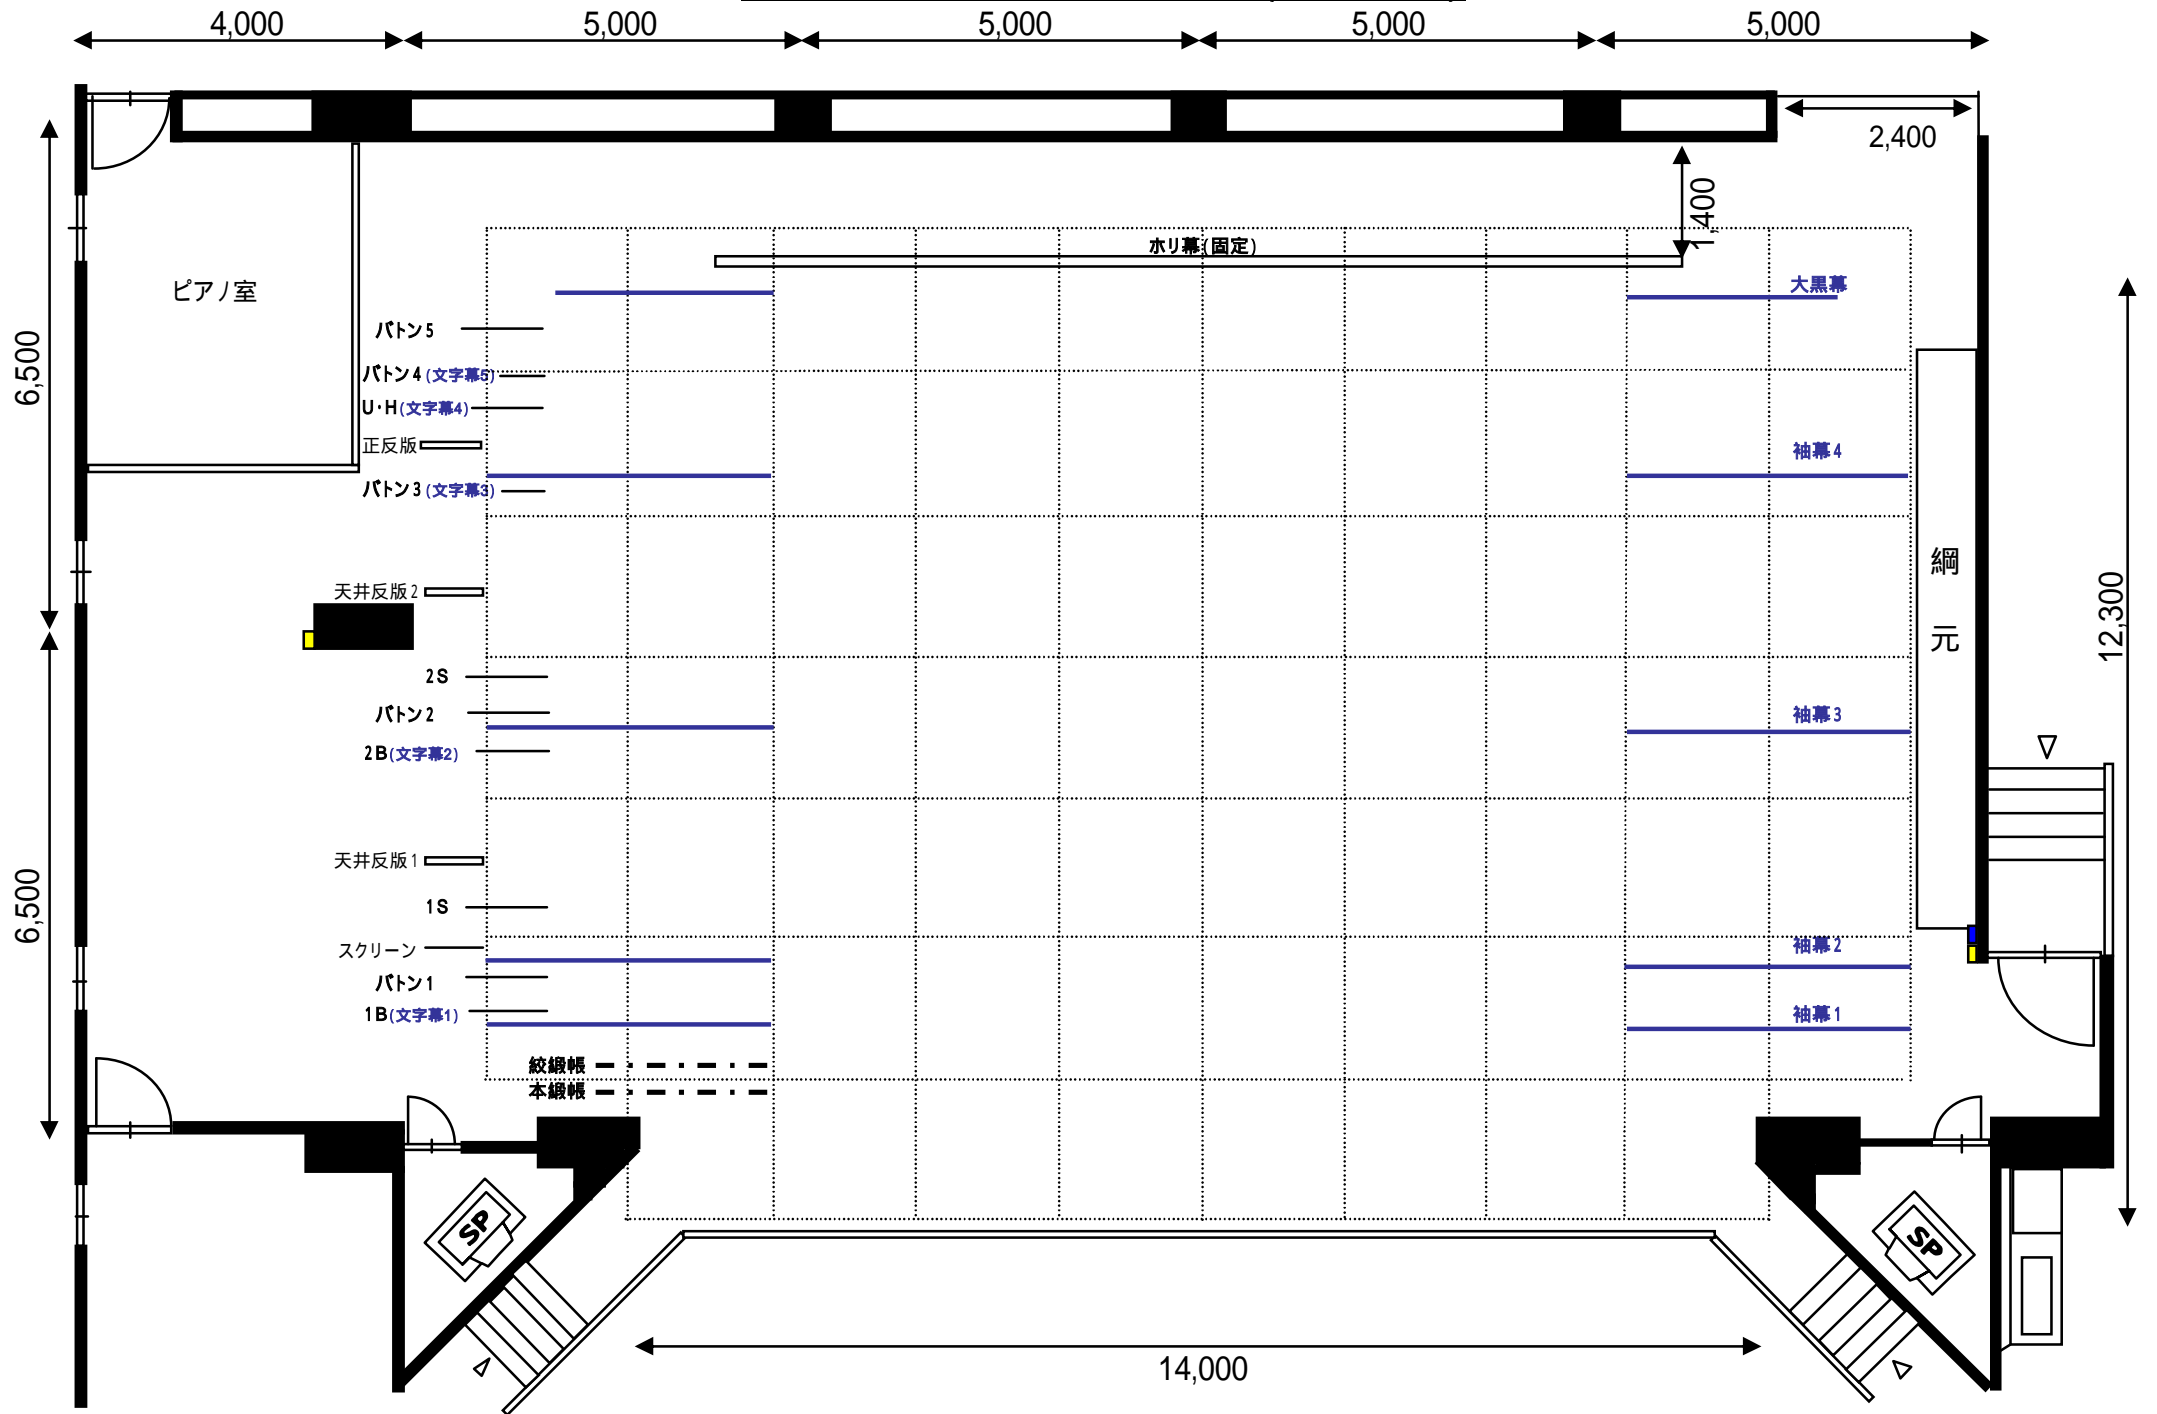 4,000
5,000
5,000
5,000
5,000
2,400
1,400
ホリ幕(固定)
大黒幕
ピアノ室
バトン5
6,500
バトン4(文字幕5)
U・H(文字幕4)
正反版
袖幕4
バトン3(文字幕3)
綱
元
天井反版2
12,300
2S
バトン2
袖幕3
2B(文字幕2)
天井反版1
6,500
1S
スクリーン
袖幕2
バトン1
1B(文字幕1)
袖幕1
絞緞帳
本緞帳
SP
SP
14,000